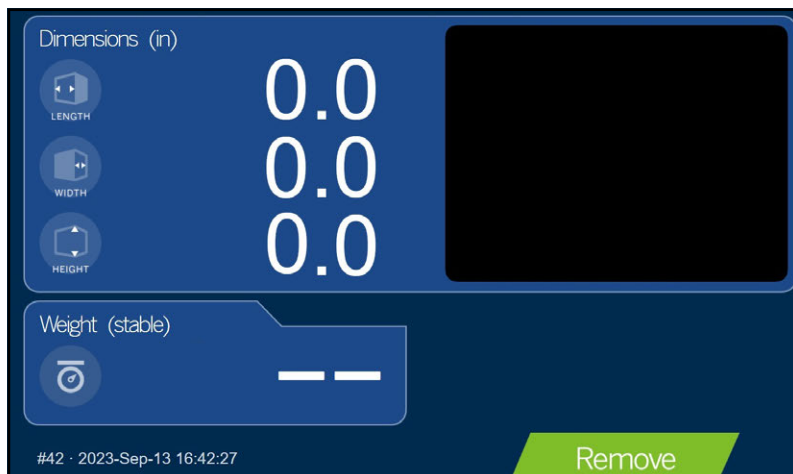 Dimensions (in)
LENGTH
0.0
WIDTH
0.0
HEIGHT
0.0
Weight (stable)
--
#42 · 2023-Sep-13 16:42:27
Remove